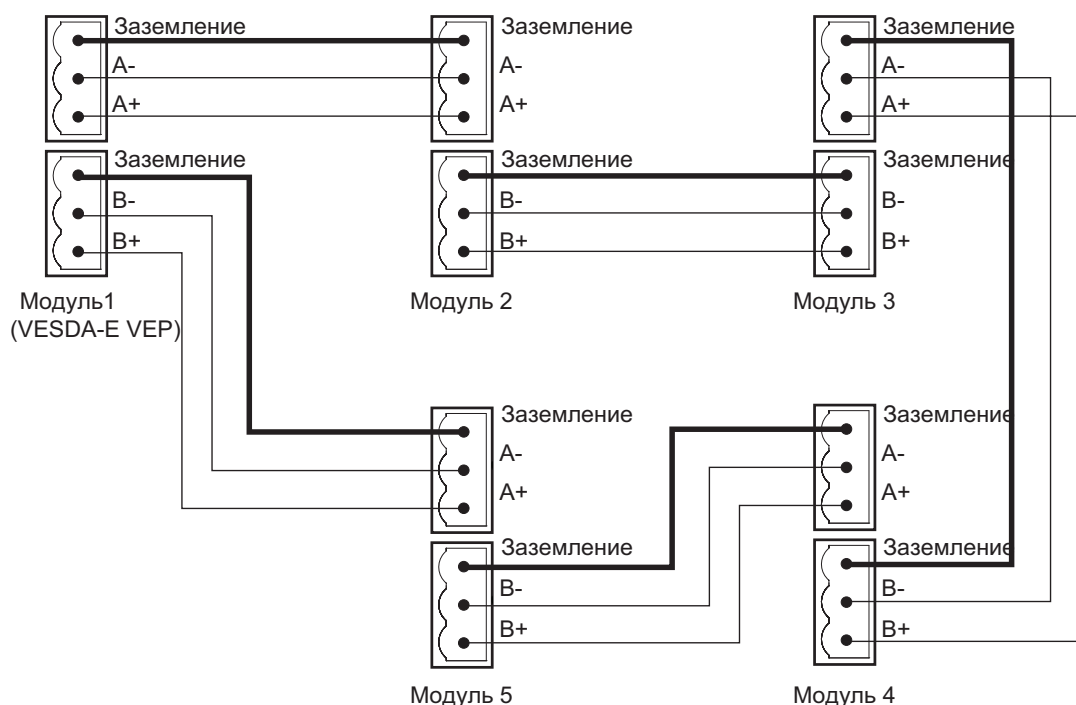 Заземление
A-
A+
Заземление
B-
B+
Модуль1
(VESDA-E VEP)
Заземление
A-
A+
Заземление
B-
B+
Модуль 2
Заземление
A-
A+
Заземление
B-
B+
Модуль 3
Заземление
A-
A+
Заземление
B-
B+
Модуль 5
Заземление
A-
A+
Заземление
B-
B+
Модуль 4